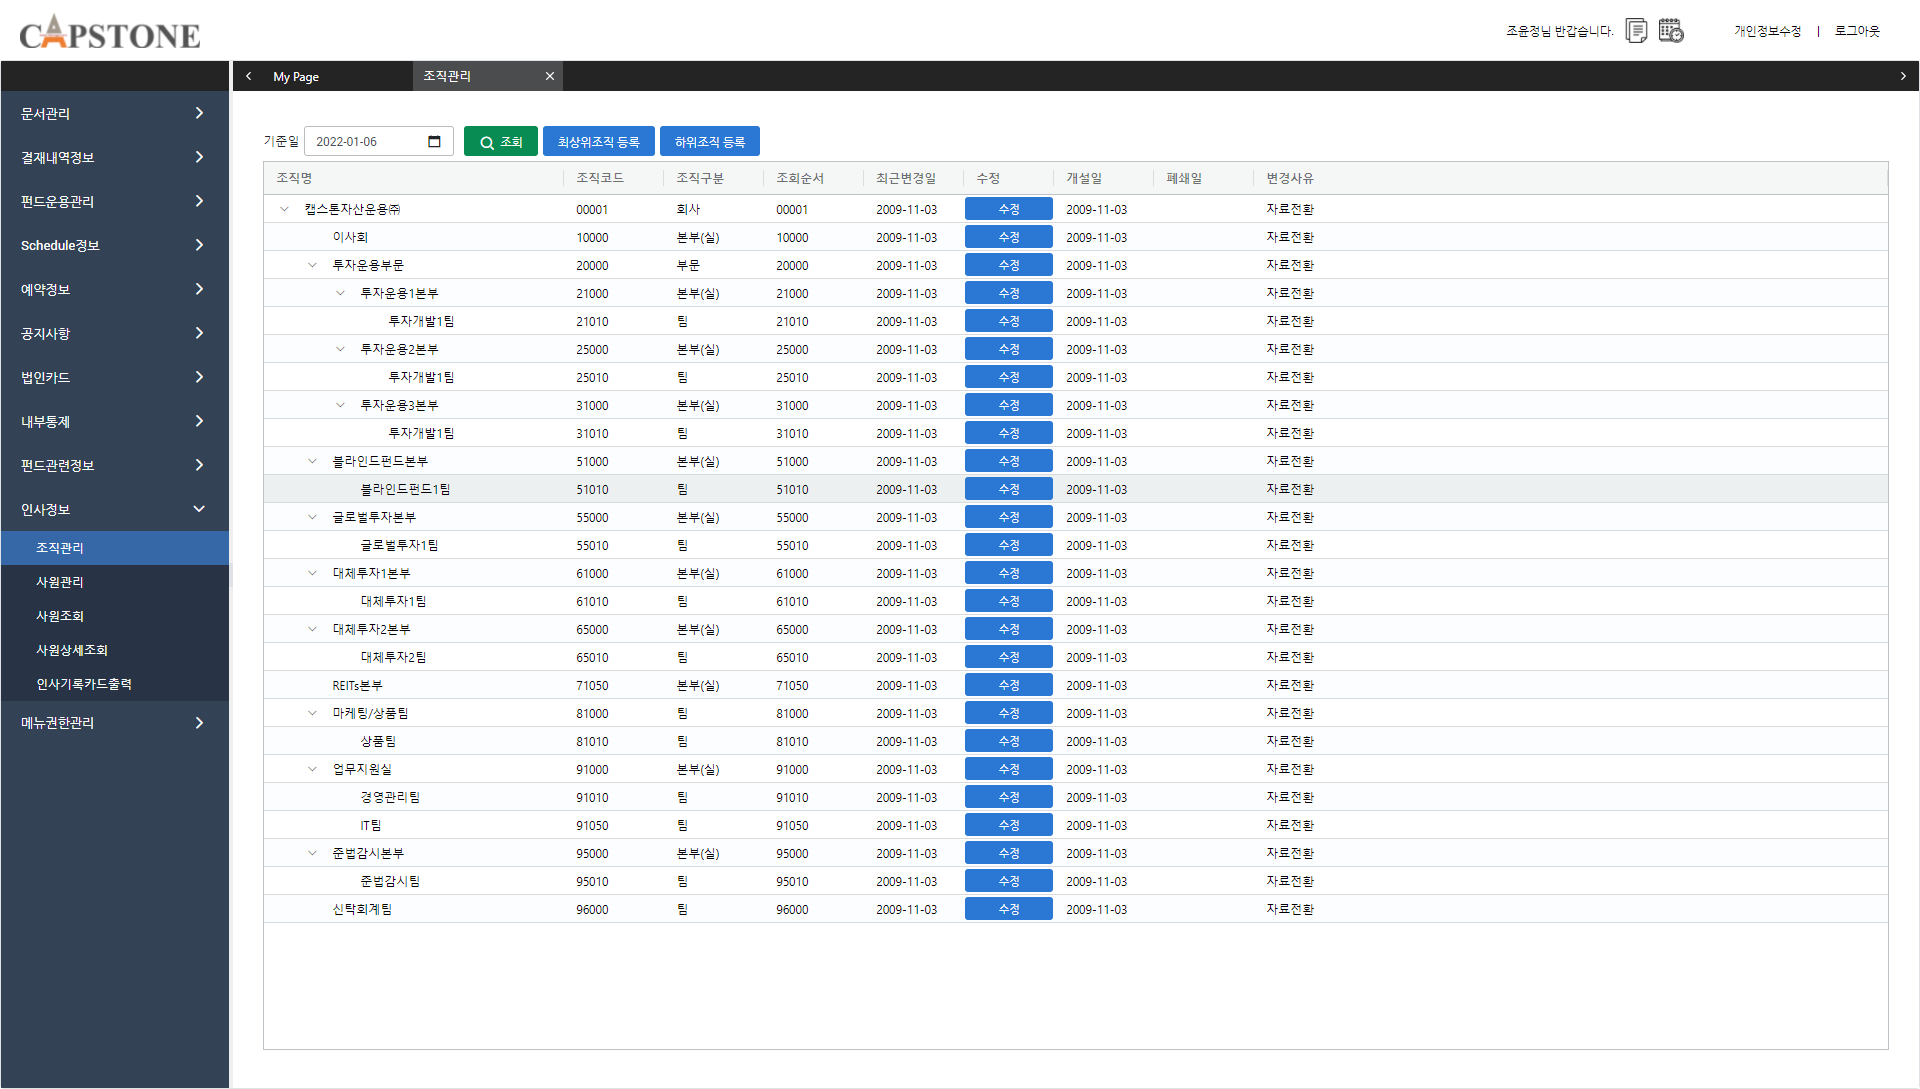 CAPSTONE
조윤정님 반갑습니다. 개인정보수정 | 로그아웃
My Page 조직관리
문서관리
결재내역정보
펀드운용관리
Schedule정보
예약정보
공지사항
법인카드
내부통제
펀드관련정보
인사정보
조직관리
사원관리
사원조회
사원상세조회
인사기록카드출력
메뉴권한관리
기준일 2022-01-06 조회 최상위조직 등록 하위조직 등록
조직명 조직코드 조직구분 조회순서 최근변경일 수정 개설일 폐쇄일 변경사유
캡스톤자산운용㈜ 00001 회사 00001 2009-11-03 수정 2009-11-03 자료전환
이사회 10000 본부(실) 10000 2009-11-03 수정 2009-11-03 자료전환
투자운용부문 20000 부문 20000 2009-11-03 수정 2009-11-03 자료전환
투자운용1본부 21000 본부(실) 21000 2009-11-03 수정 2009-11-03 자료전환
투자개발1팀 21010 팀 21010 2009-11-03 수정 2009-11-03 자료전환
투자운용2본부 25000 본부(실) 25000 2009-11-03 수정 2009-11-03 자료전환
투자개발1팀 25010 팀 25010 2009-11-03 수정 2009-11-03 자료전환
투자운용3본부 31000 본부(실) 31000 2009-11-03 수정 2009-11-03 자료전환
투자개발1팀 31010 팀 31010 2009-11-03 수정 2009-11-03 자료전환
블라인드펀드본부 51000 본부(실) 51000 2009-11-03 수정 2009-11-03 자료전환
블라인드펀드1팀 51010 팀 51010 2009-11-03 수정 2009-11-03 자료전환
글로벌투자본부 55000 본부(실) 55000 2009-11-03 수정 2009-11-03 자료전환
글로벌투자1팀 55010 팀 55010 2009-11-03 수정 2009-11-03 자료전환
대체투자1본부 61000 본부(실) 61000 2009-11-03 수정 2009-11-03 자료전환
대체투자1팀 61010 팀 61010 2009-11-03 수정 2009-11-03 자료전환
대체투자2본부 65000 본부(실) 65000 2009-11-03 수정 2009-11-03 자료전환
대체투자2팀 65010 팀 65010 2009-11-03 수정 2009-11-03 자료전환
REITs본부 71050 본부(실) 71050 2009-11-03 수정 2009-11-03 자료전환
마케팅/상품팀 81000 팀 81000 2009-11-03 수정 2009-11-03 자료전환
상품팀 81010 팀 81010 2009-11-03 수정 2009-11-03 자료전환
업무지원실 91000 본부(실) 91000 2009-11-03 수정 2009-11-03 자료전환
경영관리팀 91010 팀 91010 2009-11-03 수정 2009-11-03 자료전환
IT팀 91050 팀 91050 2009-11-03 수정 2009-11-03 자료전환
준법감시본부 95000 본부(실) 95000 2009-11-03 수정 2009-11-03 자료전환
준법감시팀 95010 팀 95010 2009-11-03 수정 2009-11-03 자료전환
신탁회계팀 96000 팀 96000 2009-11-03 수정 2009-11-03 자료전환